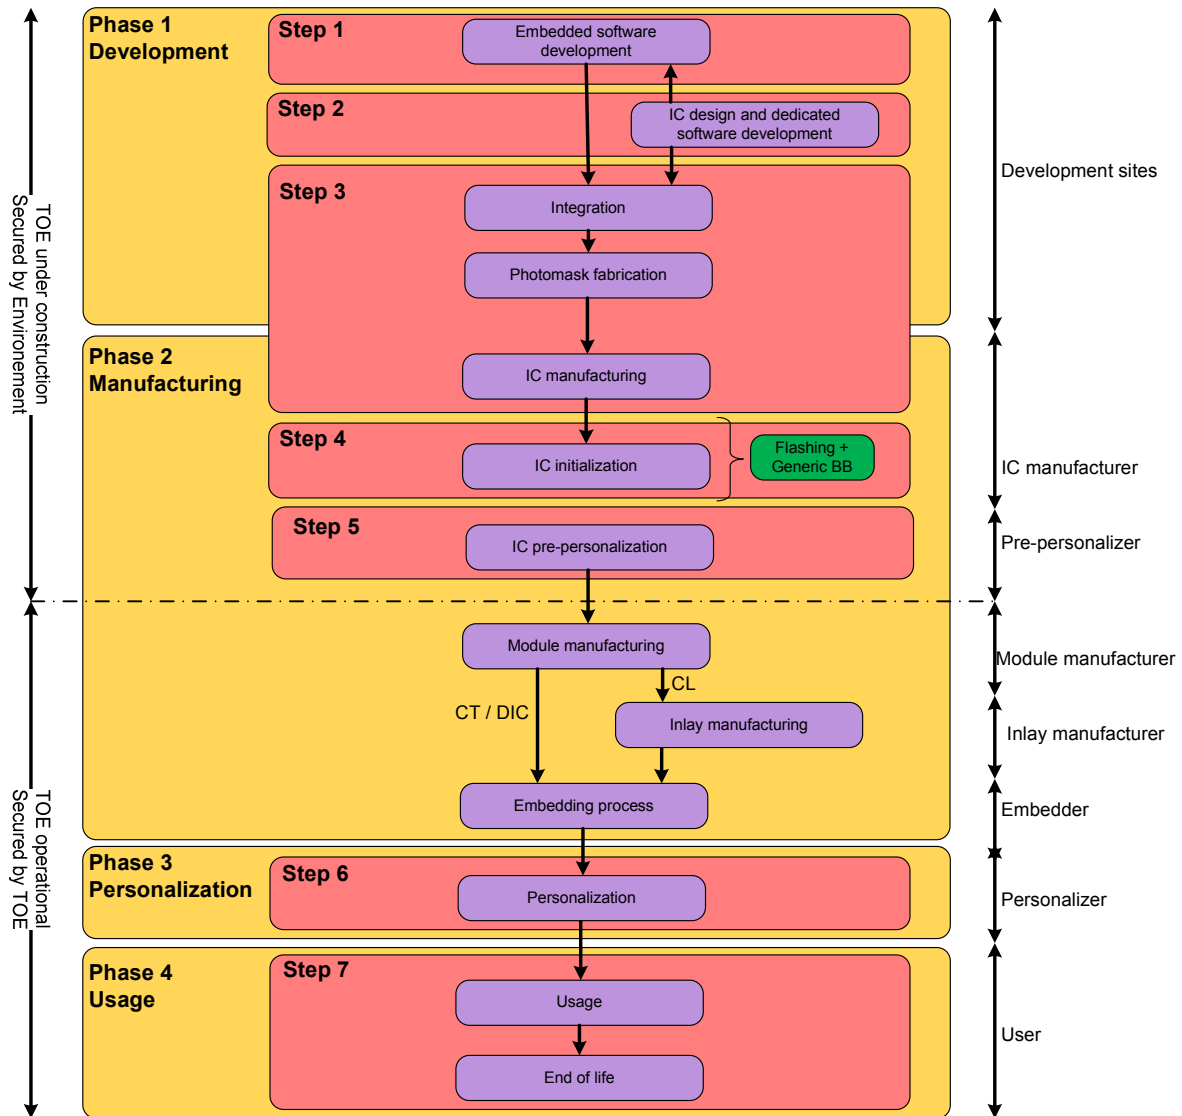 Phase 1
Development
Step 1
Embedded software
development
Step 2
IC design and dedicated
software development
Step 3
Integration
Photomask fabrication
Development sites
TOE under construction
Secured by Environement
Phase 2
Manufacturing
IC manufacturing
Step 4
IC initialization
Flashing +
Generic BB
IC manufacturer
Step 5
IC pre-personalization
Pre-personalizer
Module manufacturing
Module manufacturer
CT / DIC
CL
Inlay manufacturing
Inlay manufacturer
Embedding process
Embedder
TOE operational
Secured by TOE
Phase 3
Personalization
Step 6
Personalization
Personalizer
Phase 4
Usage
Step 7
Usage
End of life
User